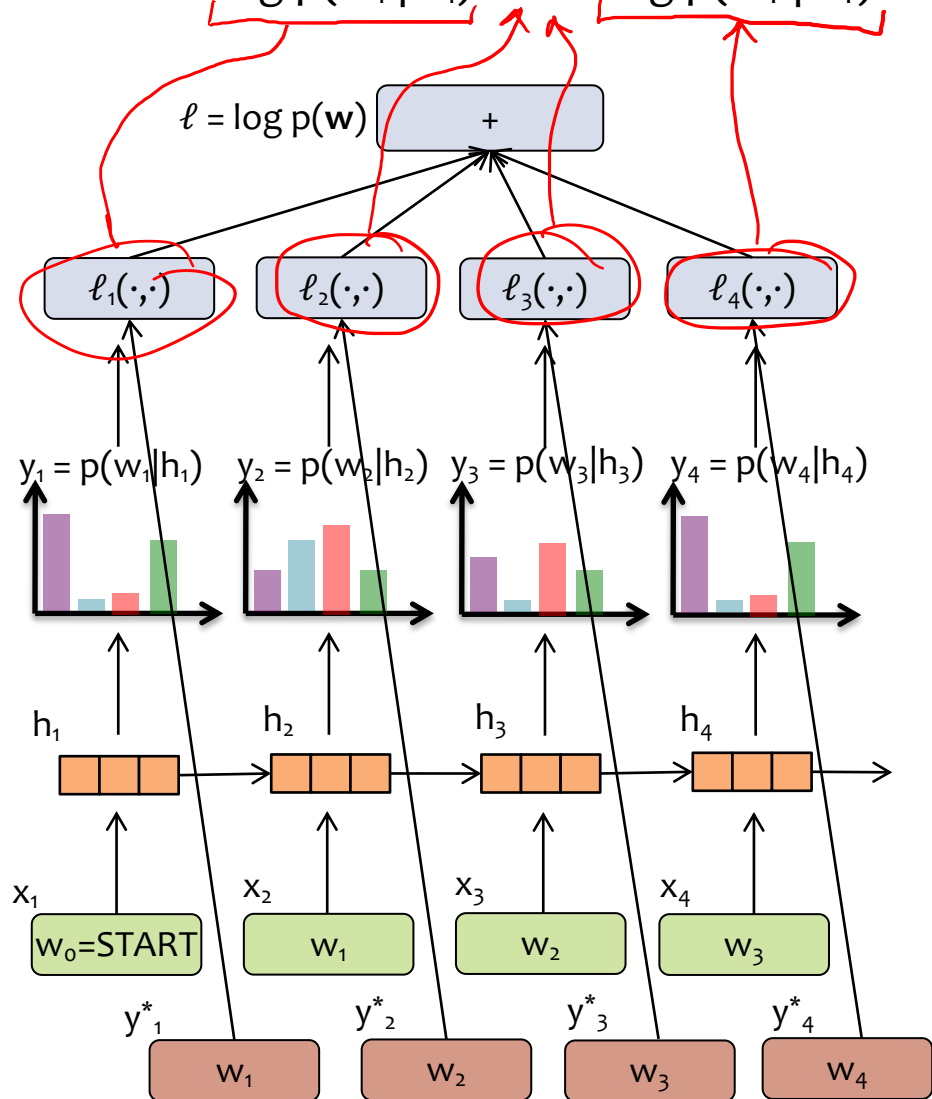 ℓ = log p(w) +
ℓ₁(·,·) ℓ₂(·,·) ℓ₃(·,·) ℓ₄(·,·)
y₁ = p(w₁|h₁) y₂ = p(w₂|h₂) y₃ = p(w₃|h₃) y₄ = p(w₄|h₄)
h₁ h₂ h₃ h₄
x₁ x₂ x₃ x₄
w₀=START w₁ w₂ w₃
y*₁ y*₂ y*₃ y*₄
w₁ w₂ w₃ w₄